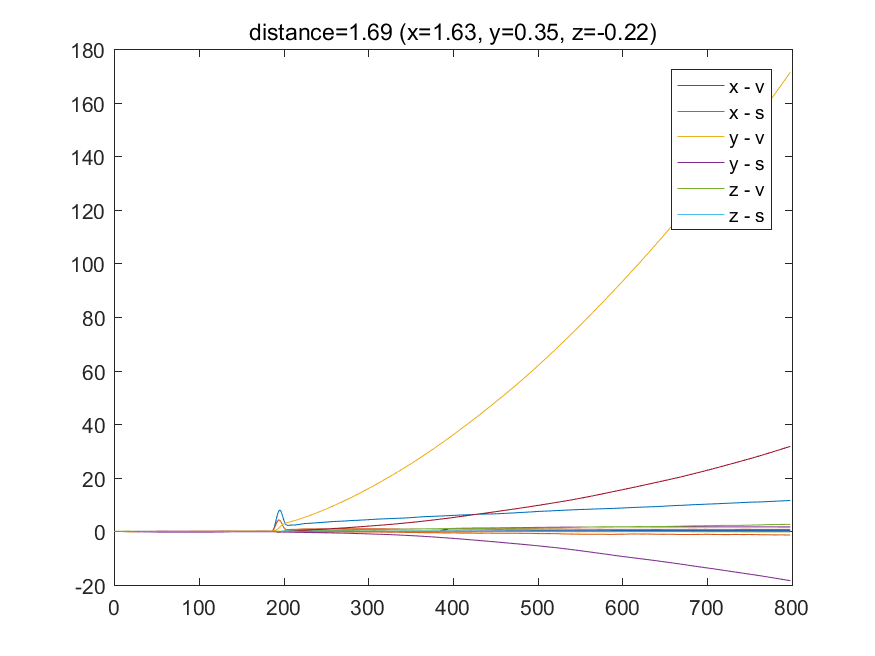 distance=1.69 (x=1.63, y=0.35, z=-0.22)
180
160
140
120
100
80
60
40
20
0
-20
x - v
x - s
y - v
y - s
z - v
z - s
0 100 200 300 400 500 600 700 800